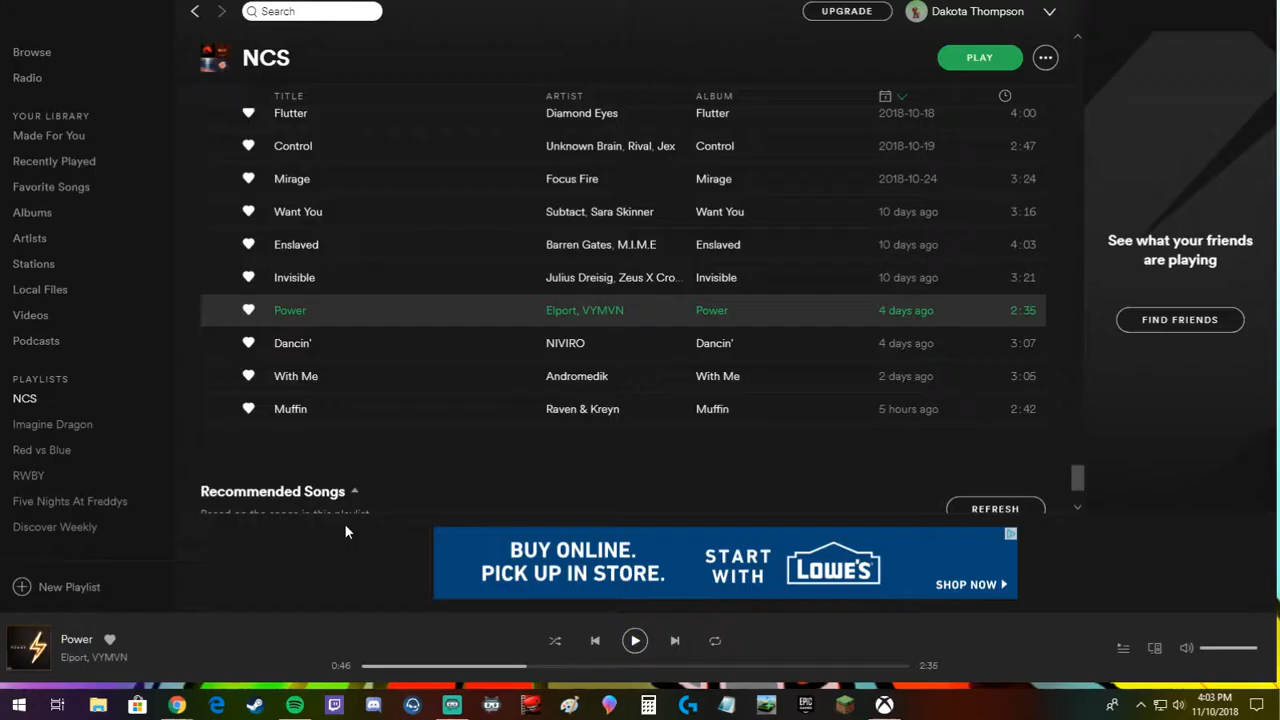 Search
UPGRADE
Dakota Thompson
Browse
Radio
YOUR LIBRARY
Made For You
Recently Played
Favorite Songs
Albums
Artists
Stations
Local Files
Videos
Podcasts
PLAYLISTS
NCS
Imagine Dragon
Red vs Blue
RWBY
Five Nights At Freddys
Discover Weekly
New Playlist
NCS
PLAY
TITLE ARTIST ALBUM
Flutter Diamond Eyes Flutter 2018-10-18 4:00
Control Unknown Brain, Rival, Jex Control 2018-10-19 2:47
Mirage Focus Fire Mirage 2018-10-24 3:24
Want You Subtact, Sara Skinner Want You 10 days ago 3:16
Enslaved Barren Gates, M.I.M.E Enslaved 10 days ago 4:03
Invisible Julius Dreisig, Zeus X Cro... Invisible 10 days ago 3:21
Power Elport, VYMVN Power 4 days ago 2:35
Dancin' NIVIRO Dancin' 4 days ago 3:07
With Me Andromedik With Me 2 days ago 3:05
Muffin Raven & Kreyn Muffin 5 hours ago 2:42
Recommended Songs
Based on the songs in this playlist
REFRESH
See what your friends
are playing
FIND FRIENDS
BUY ONLINE.
PICK UP IN STORE.
START
WITH
LOWE'S
SHOP NOW
Power
Elport, VYMVN
0:46
2:35
4:03 PM
11/10/2018